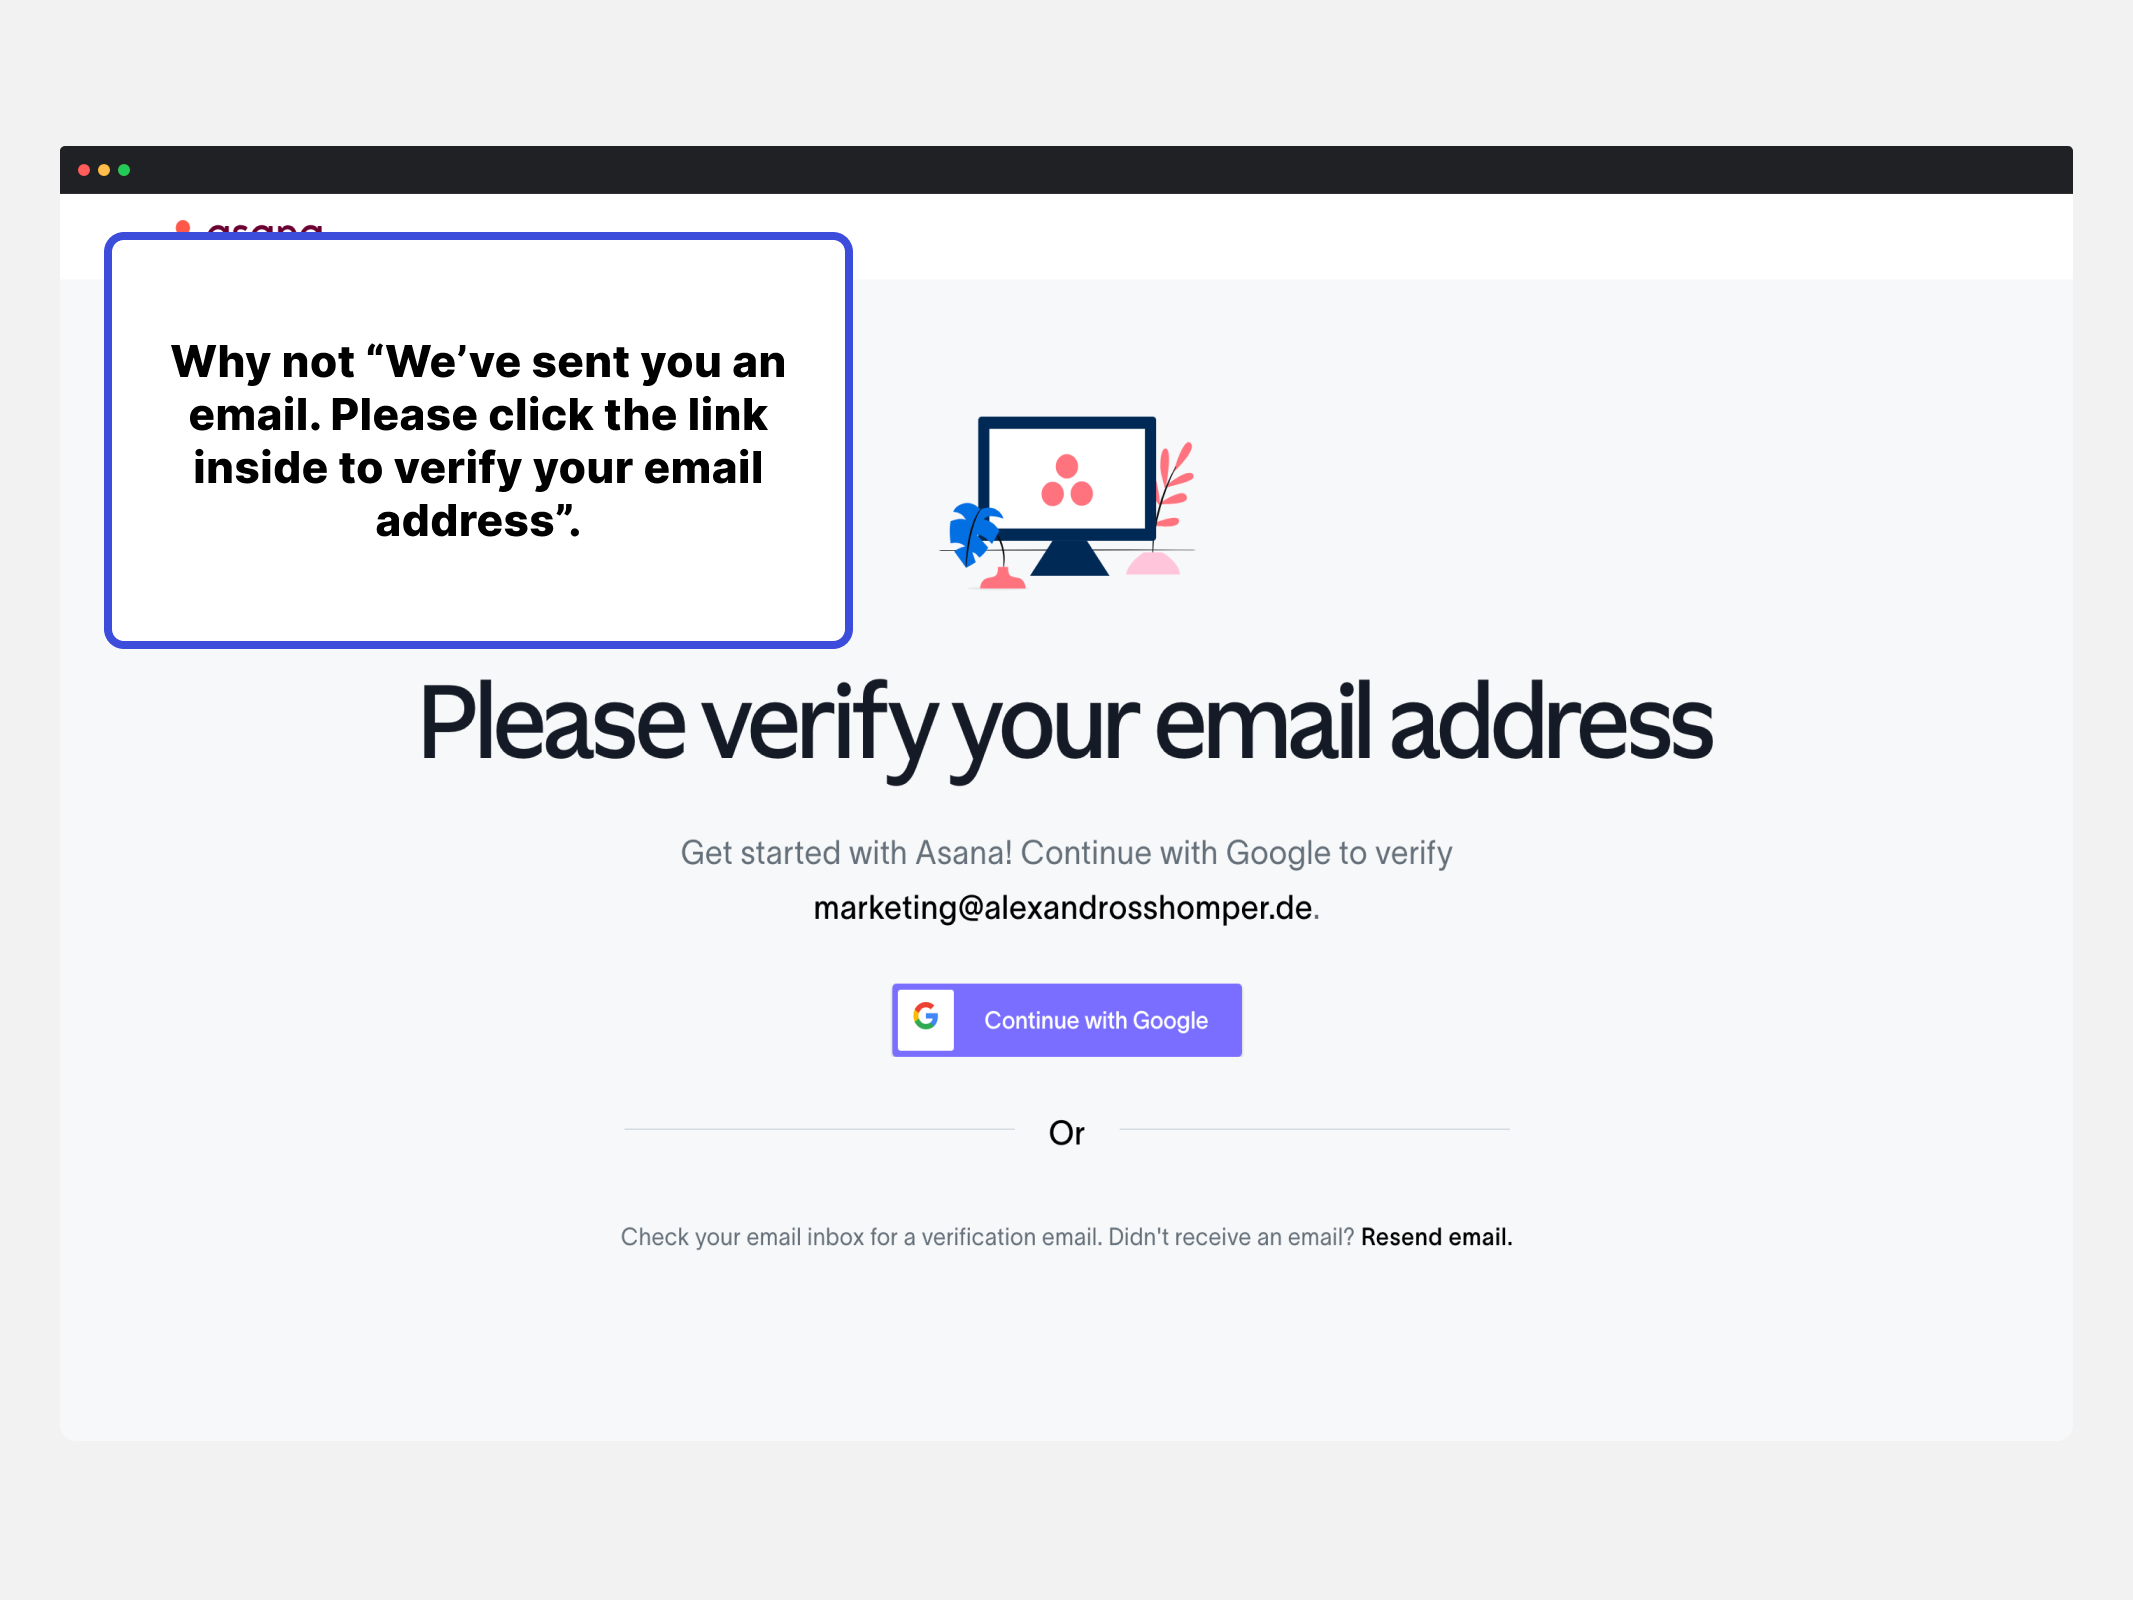 asana
Why not “We’ve sent you an
email. Please click the link
inside to verify your email
address”.
Please verify your email address
Get started with Asana! Continue with Google to verify
marketing@alexandrosshomper.de.
Continue with Google
Or
Check your email inbox for a verification email. Didn't receive an email? Resend email.